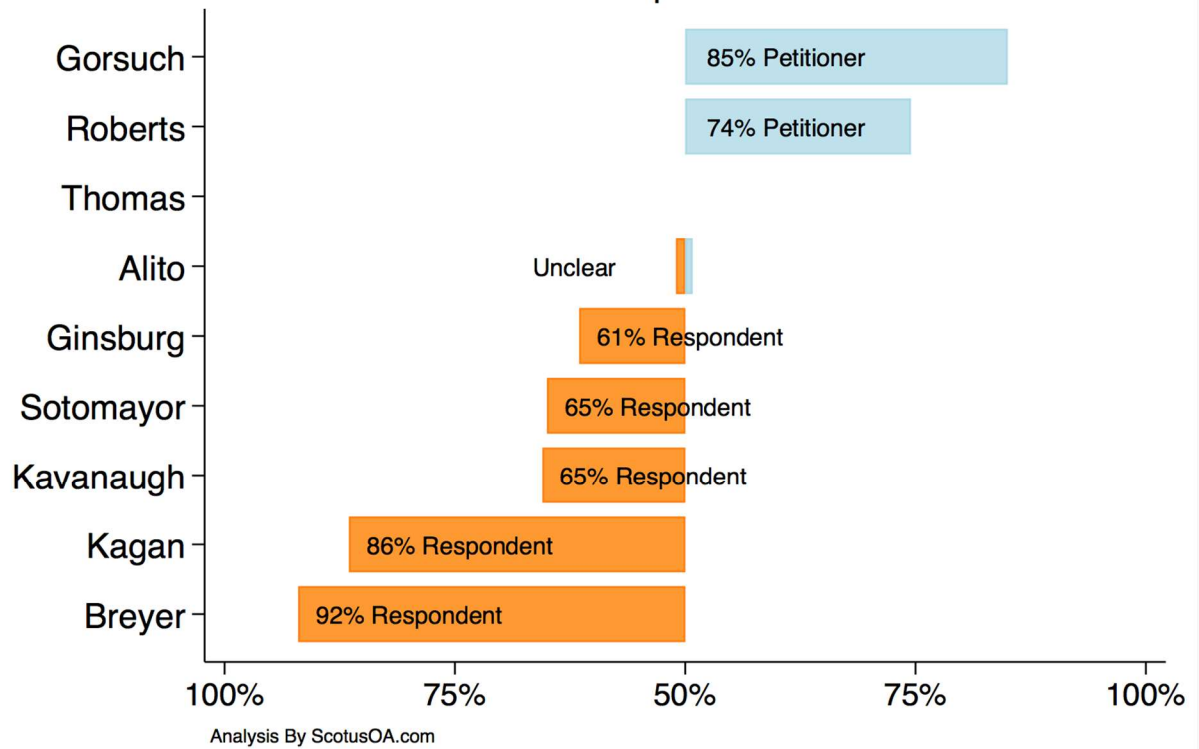 Gorsuch
85% Petitioner
Roberts
74% Petitioner
Thomas
Alito
Unclear
Ginsburg
61% Respondent
Sotomayor
65% Respondent
Kavanaugh
65% Respondent
Kagan
86% Respondent
Breyer
92% Respondent
100% 75% 50% 75% 100%
Analysis By ScotusOA.com